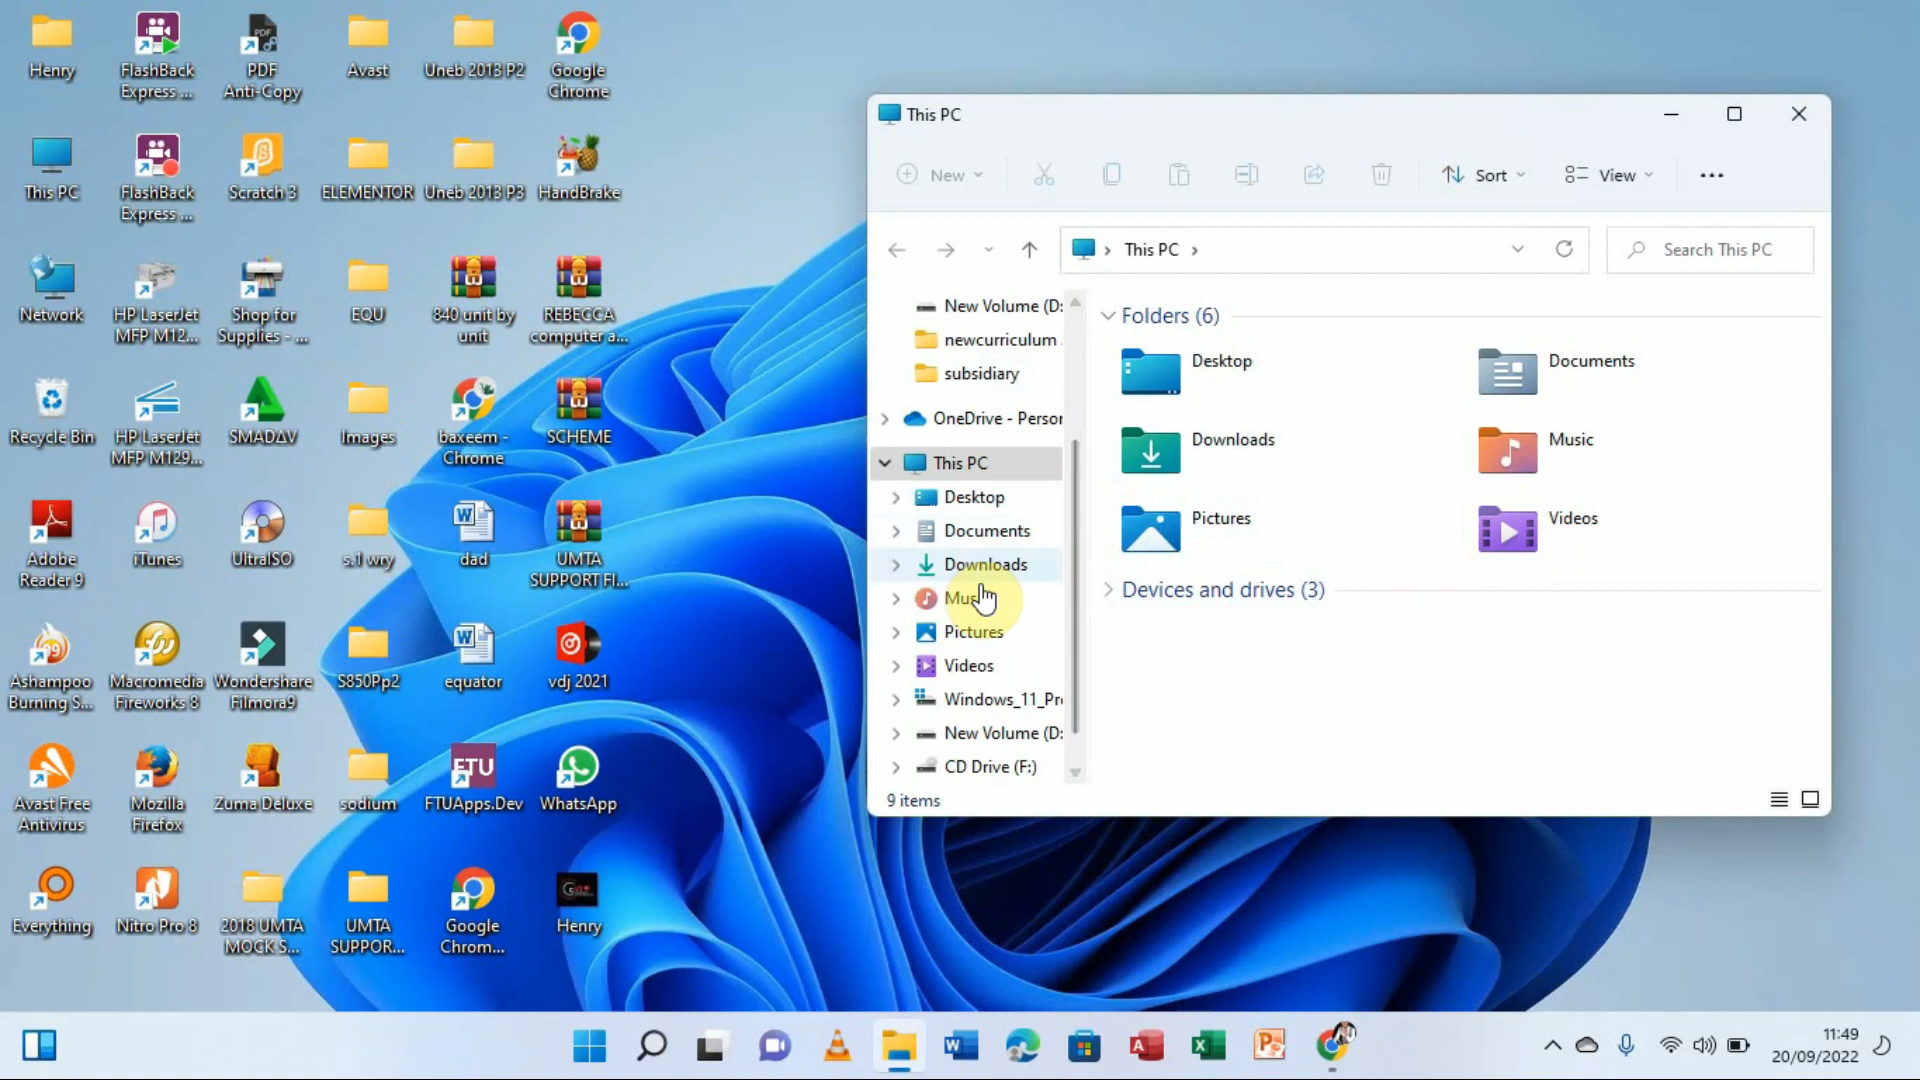 Henry
FlashBack
Express ...
PDF
Anti-Copy
Avast
Uneb 2013 P2
Google
Chrome
This PC
FlashBack
Express ...
Scratch 3
ELEMENTOR
Uneb 2013 P3
HandBrake
Network
HP LaserJet
MFP M12...
Shop for
Supplies - ...
EQU
840 unit by
unit
REBECCA
computer a...
Recycle Bin
HP LaserJet
MFP M129...
SMADΔV
Images
baxeem -
Chrome
SCHEME
Adobe
Reader 9
iTunes
UltraISO
s.1 wry
dad
UMTA
SUPPORT FI...
Ashampoo
Burning S...
Macromedia
Fireworks 8
Wondershare
Filmora9
S850Pp2
equator
vdj 2021
Avast Free
Antivirus
Mozilla
Firefox
Zuma Deluxe
sodium
FTU
FTUApps.Dev
WhatsApp
Everything
Nitro Pro 8
2018 UMTA
MOCK S...
UMTA
SUPPOR...
Google
Chrom...
Henry
This PC
New
Sort
View
This PC
Search This PC
New Volume (D:
newcurriculum
subsidiary
OneDrive - Person
This PC
Desktop
Documents
Downloads
Mus
Pictures
Videos
Windows_11_Pr
New Volume (D:
CD Drive (F:)
Folders (6)
Desktop
Documents
Downloads
Music
Pictures
Videos
Devices and drives (3)
9 items
11:49
20/09/2022